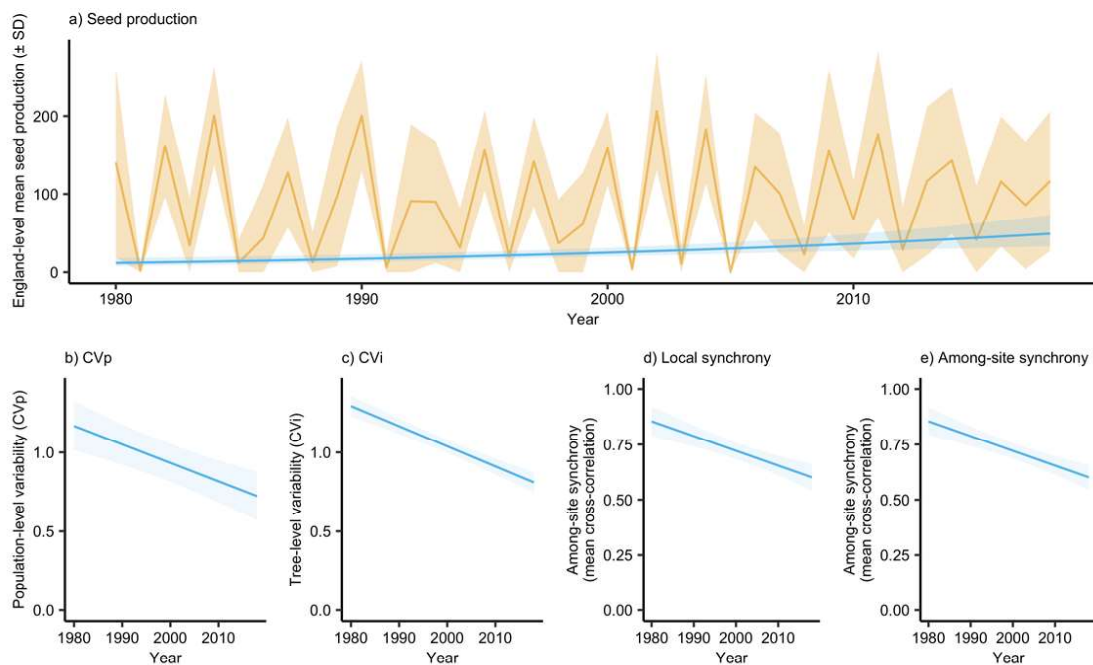 a) Seed production
England-level mean seed production (± SD)
200
100
0
1980
1990
2000
2010
Year
b) CVp
Population-level variability (CVp)
1.0
0.5
0.0
1980 1990 2000 2010
Year
c) CVi
Tree-level variability (CVi)
1.0
0.5
0.0
1980 1990 2000 2010
Year
d) Local synchrony
Among-site synchrony
(mean cross-correlation)
1.00
0.75
0.50
0.25
0.00
1980 1990 2000 2010
Year
e) Among-site synchrony
Among-site synchrony
(mean cross-correlation)
1.00
0.75
0.50
0.25
0.00
1980 1990 2000 2010
Year